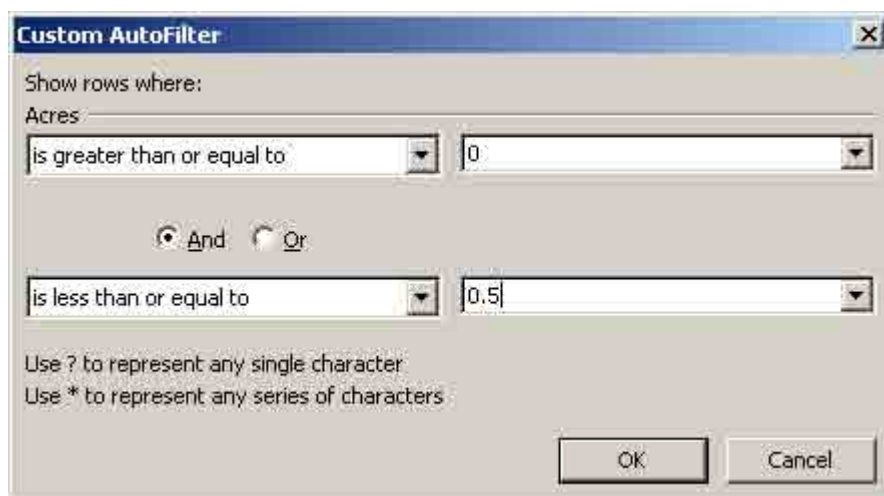 Custom AutoFilter
Show rows where:
Acres
is greater than or equal to 0
And Or
is less than or equal to 0.5
Use ? to represent any single character
Use * to represent any series of characters
OK Cancel